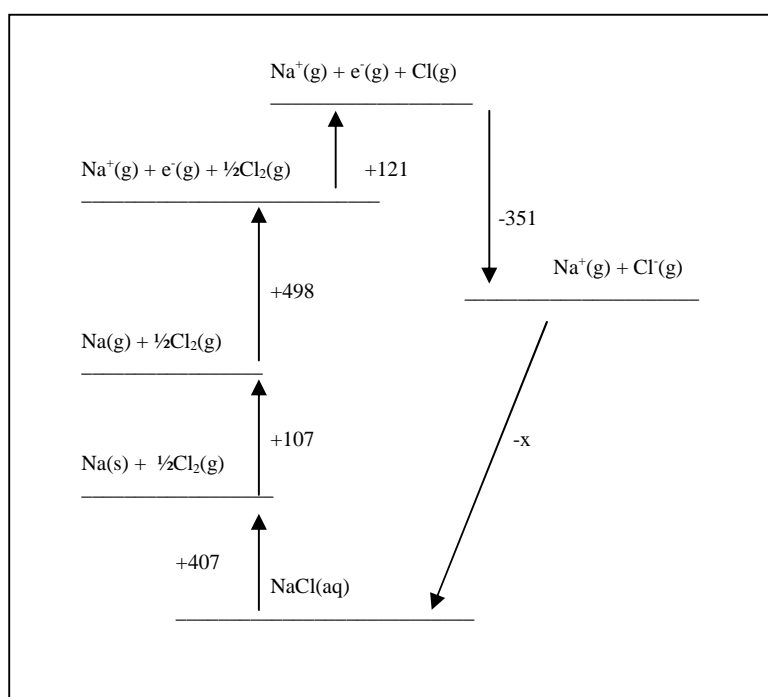 Na⁺(g) + e⁻(g) + Cl(g)
Na⁺(g) + e⁻(g) + ½Cl₂(g)
+121
-351
Na⁺(g) + Cl⁻(g)
+498
Na(g) + ½Cl₂(g)
+107
-x
Na(s) + ½Cl₂(g)
+407
NaCl(aq)